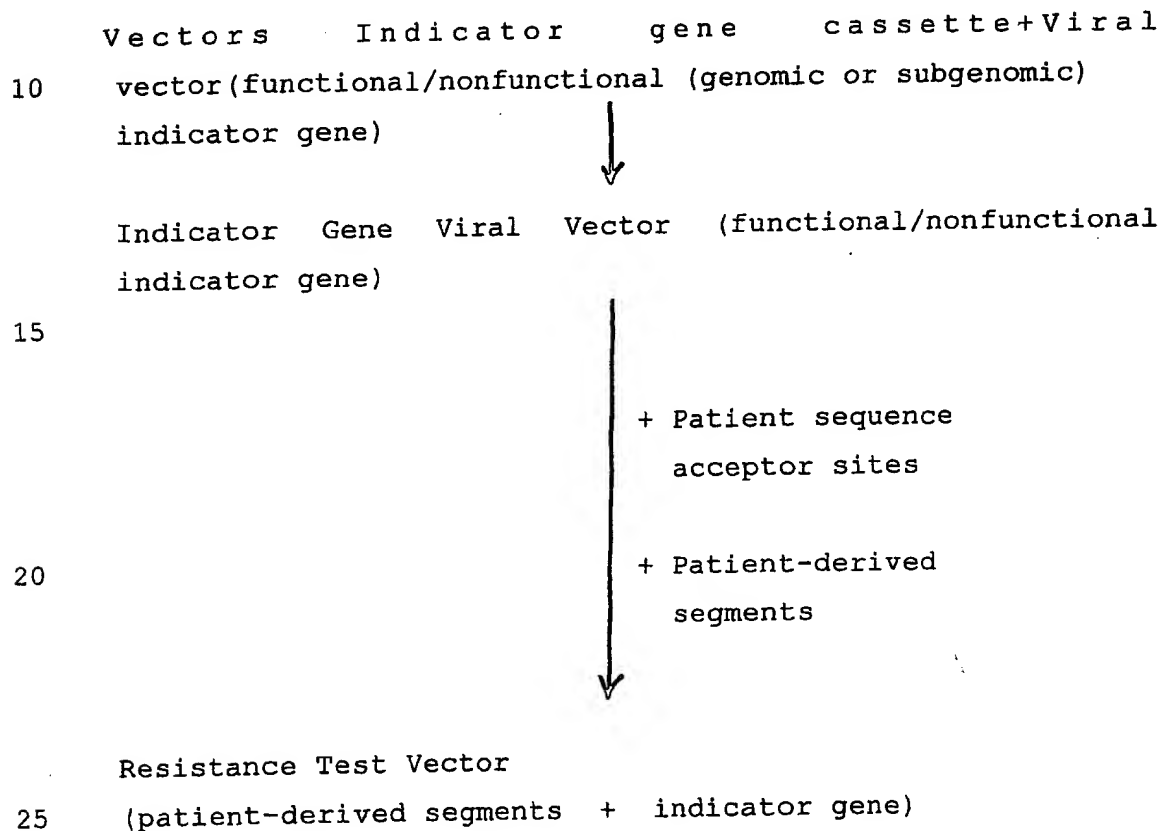 Vectors Indicator gene cassette+Viral
10 vector(functional/nonfunctional (genomic or subgenomic)
indicator gene)
Indicator Gene Viral Vector (functional/nonfunctional
indicator gene)
15
+ Patient sequence
acceptor sites
20 + Patient-derived
segments
Resistance Test Vector
25 (patient-derived segments + indicator gene)